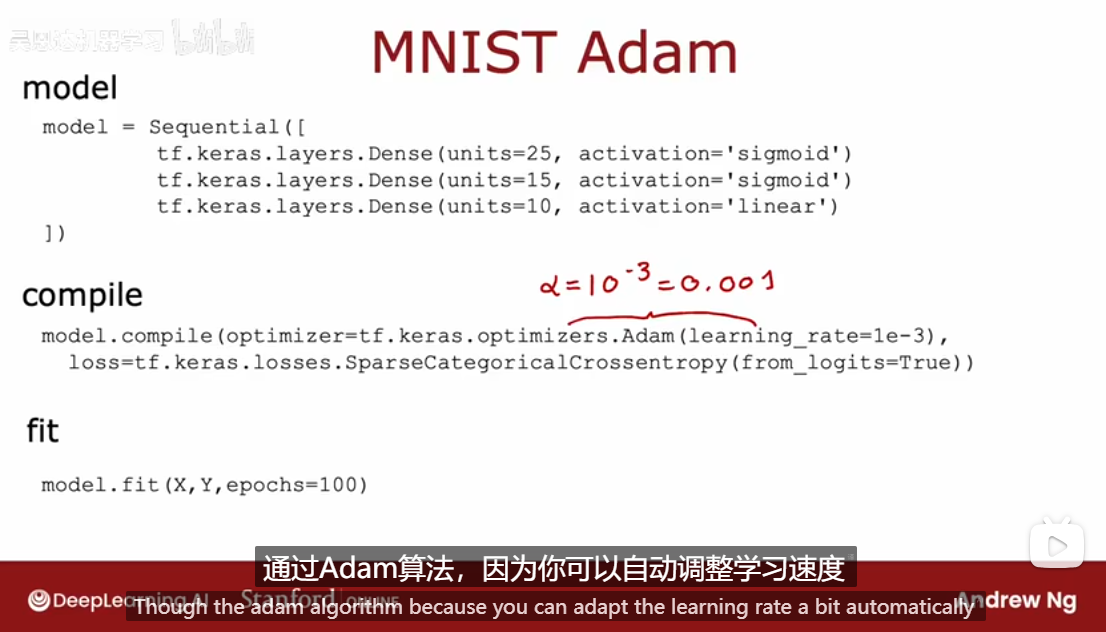 吴恩达机器学习 bilibili
MNIST Adam
model
model = Sequential([
tf.keras.layers.Dense(units=25, activation='sigmoid')
tf.keras.layers.Dense(units=15, activation='sigmoid')
tf.keras.layers.Dense(units=10, activation='linear')
])
α=10⁻³=0.001
compile
model.compile(optimizer=tf.keras.optimizers.Adam(learning_rate=1e-3),
loss=tf.keras.losses.SparseCategoricalCrossentropy(from_logits=True))
fit
model.fit(X,Y,epochs=100)
通过Adam算法，因为你可以自动调整学习速度
DeepLearning.AI Stanford ONLINE Andrew Ng
Though the adam algorithm because you can adapt the learning rate a bit automatically